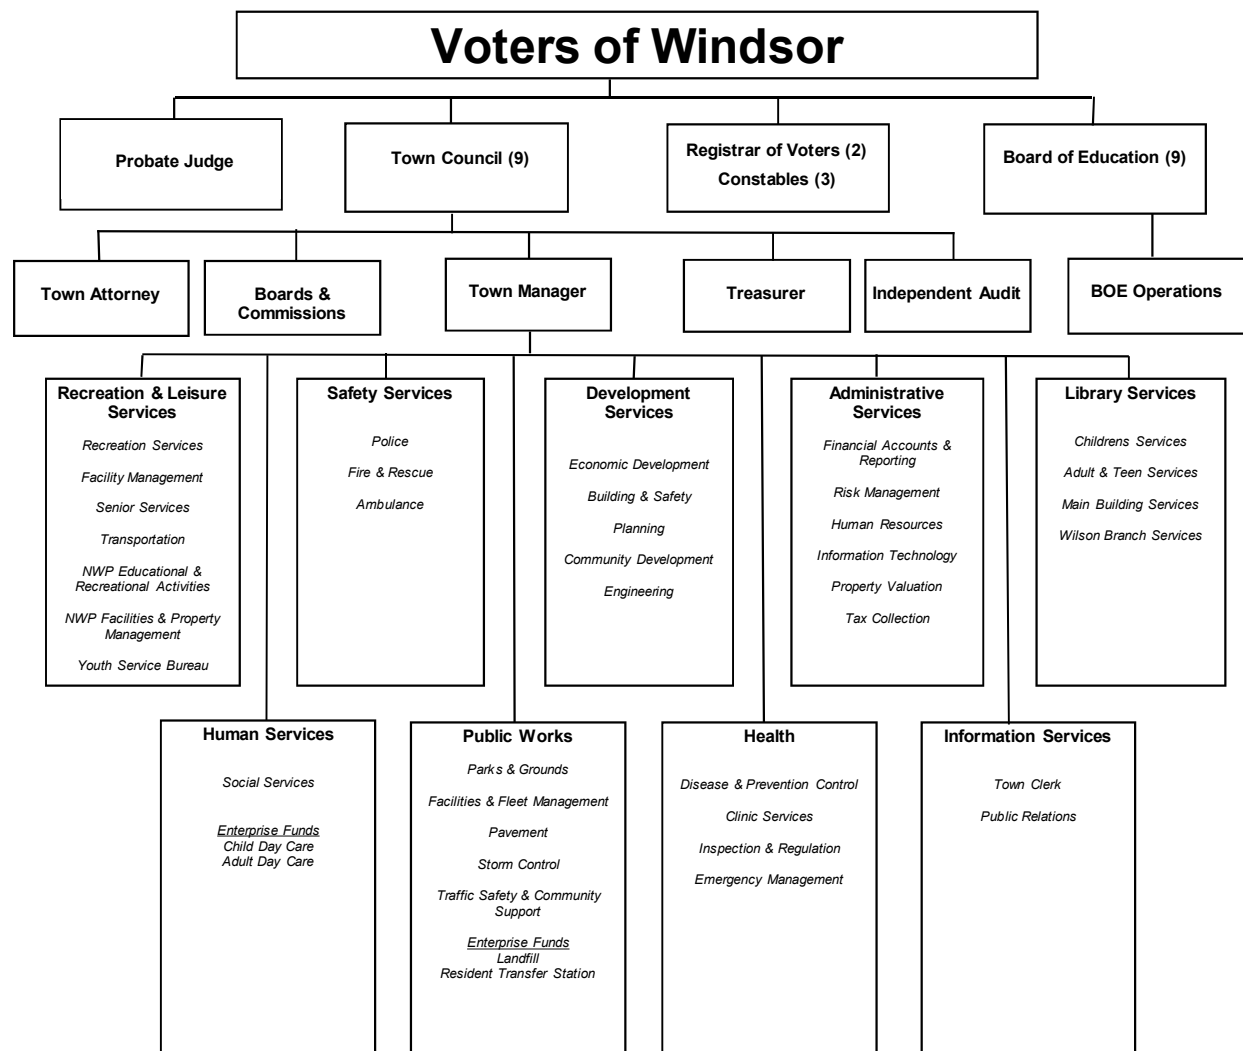 Voters of Windsor
Probate Judge
Town Council (9)
Registrar of Voters (2)
Constables (3)
Board of Education (9)
Town Attorney
Boards &
Commissions
Town Manager
Treasurer
Independent Audit
BOE Operations
Recreation & Leisure
Services
Recreation Services
Facility Management
Senior Services
Transportation
NWP Educational &
Recreational Activities
NWP Facilities & Property
Management
Youth Service Bureau
Safety Services
Police
Fire & Rescue
Ambulance
Development
Services
Economic Development
Building & Safety
Planning
Community Development
Engineering
Administrative
Services
Financial Accounts &
Reporting
Risk Management
Human Resources
Information Technology
Property Valuation
Tax Collection
Library Services
Childrens Services
Adult & Teen Services
Main Building Services
Wilson Branch Services
Human Services
Social Services
Enterprise Funds
Child Day Care
Adult Day Care
Public Works
Parks & Grounds
Facilities & Fleet Management
Pavement
Storm Control
Traffic Safety & Community
Support
Enterprise Funds
Landfill
Resident Transfer Station
Health
Disease & Prevention Control
Clinic Services
Inspection & Regulation
Emergency Management
Information Services
Town Clerk
Public Relations